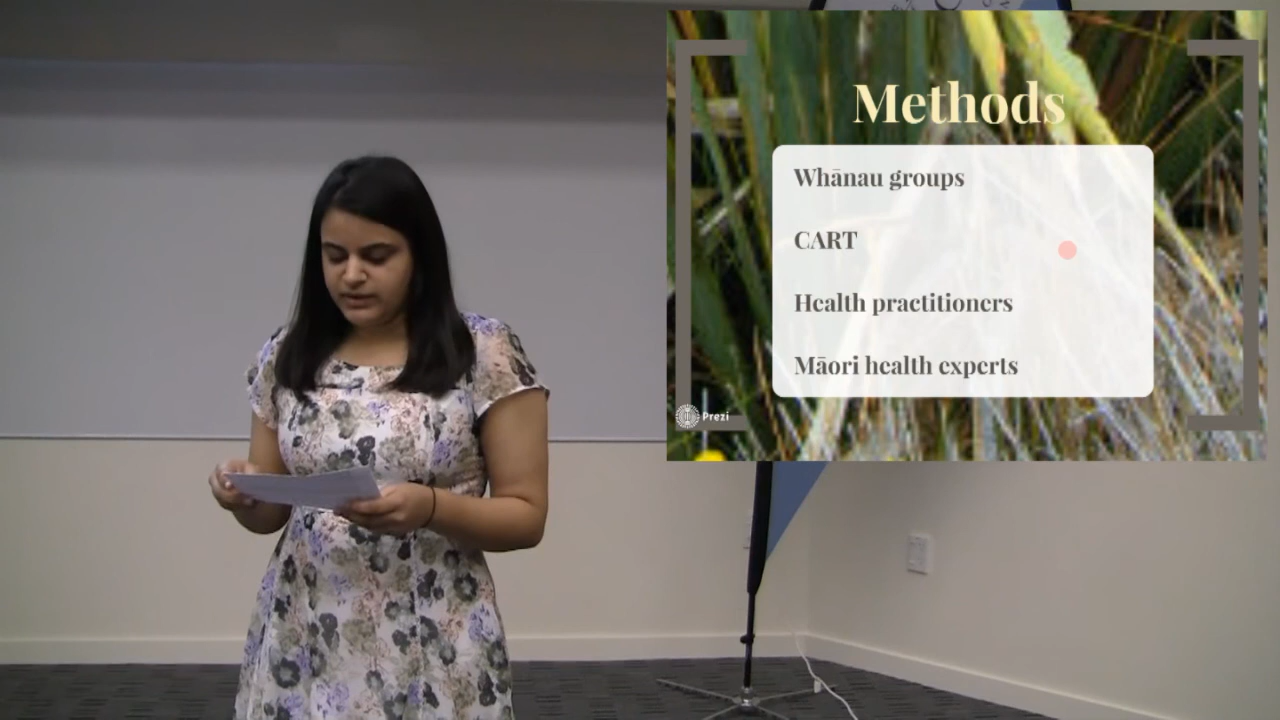 Methods
Whānau groups
CART
Health practitioners
Māori health experts
Prezi